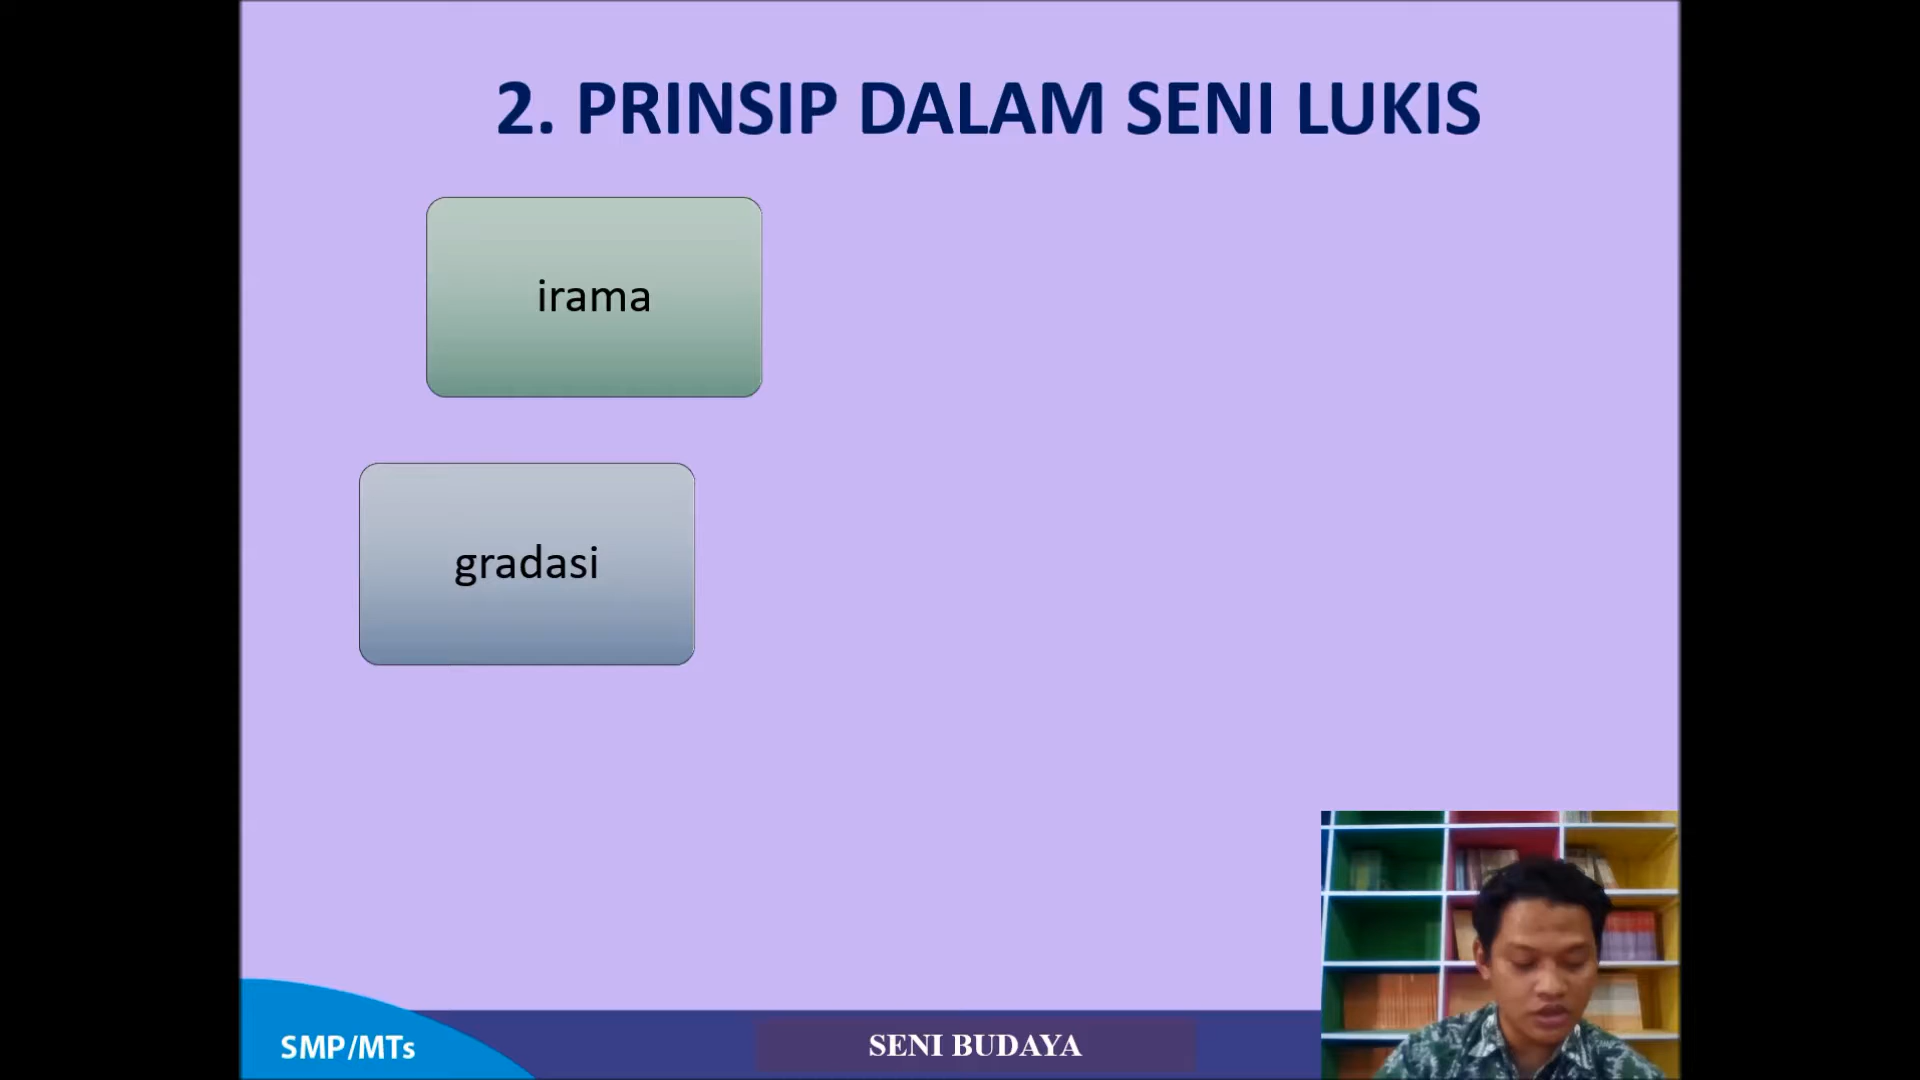 2. PRINSIP DALAM SENI LUKIS
irama
gradasi
SMP/MTs
SENI BUDAYA